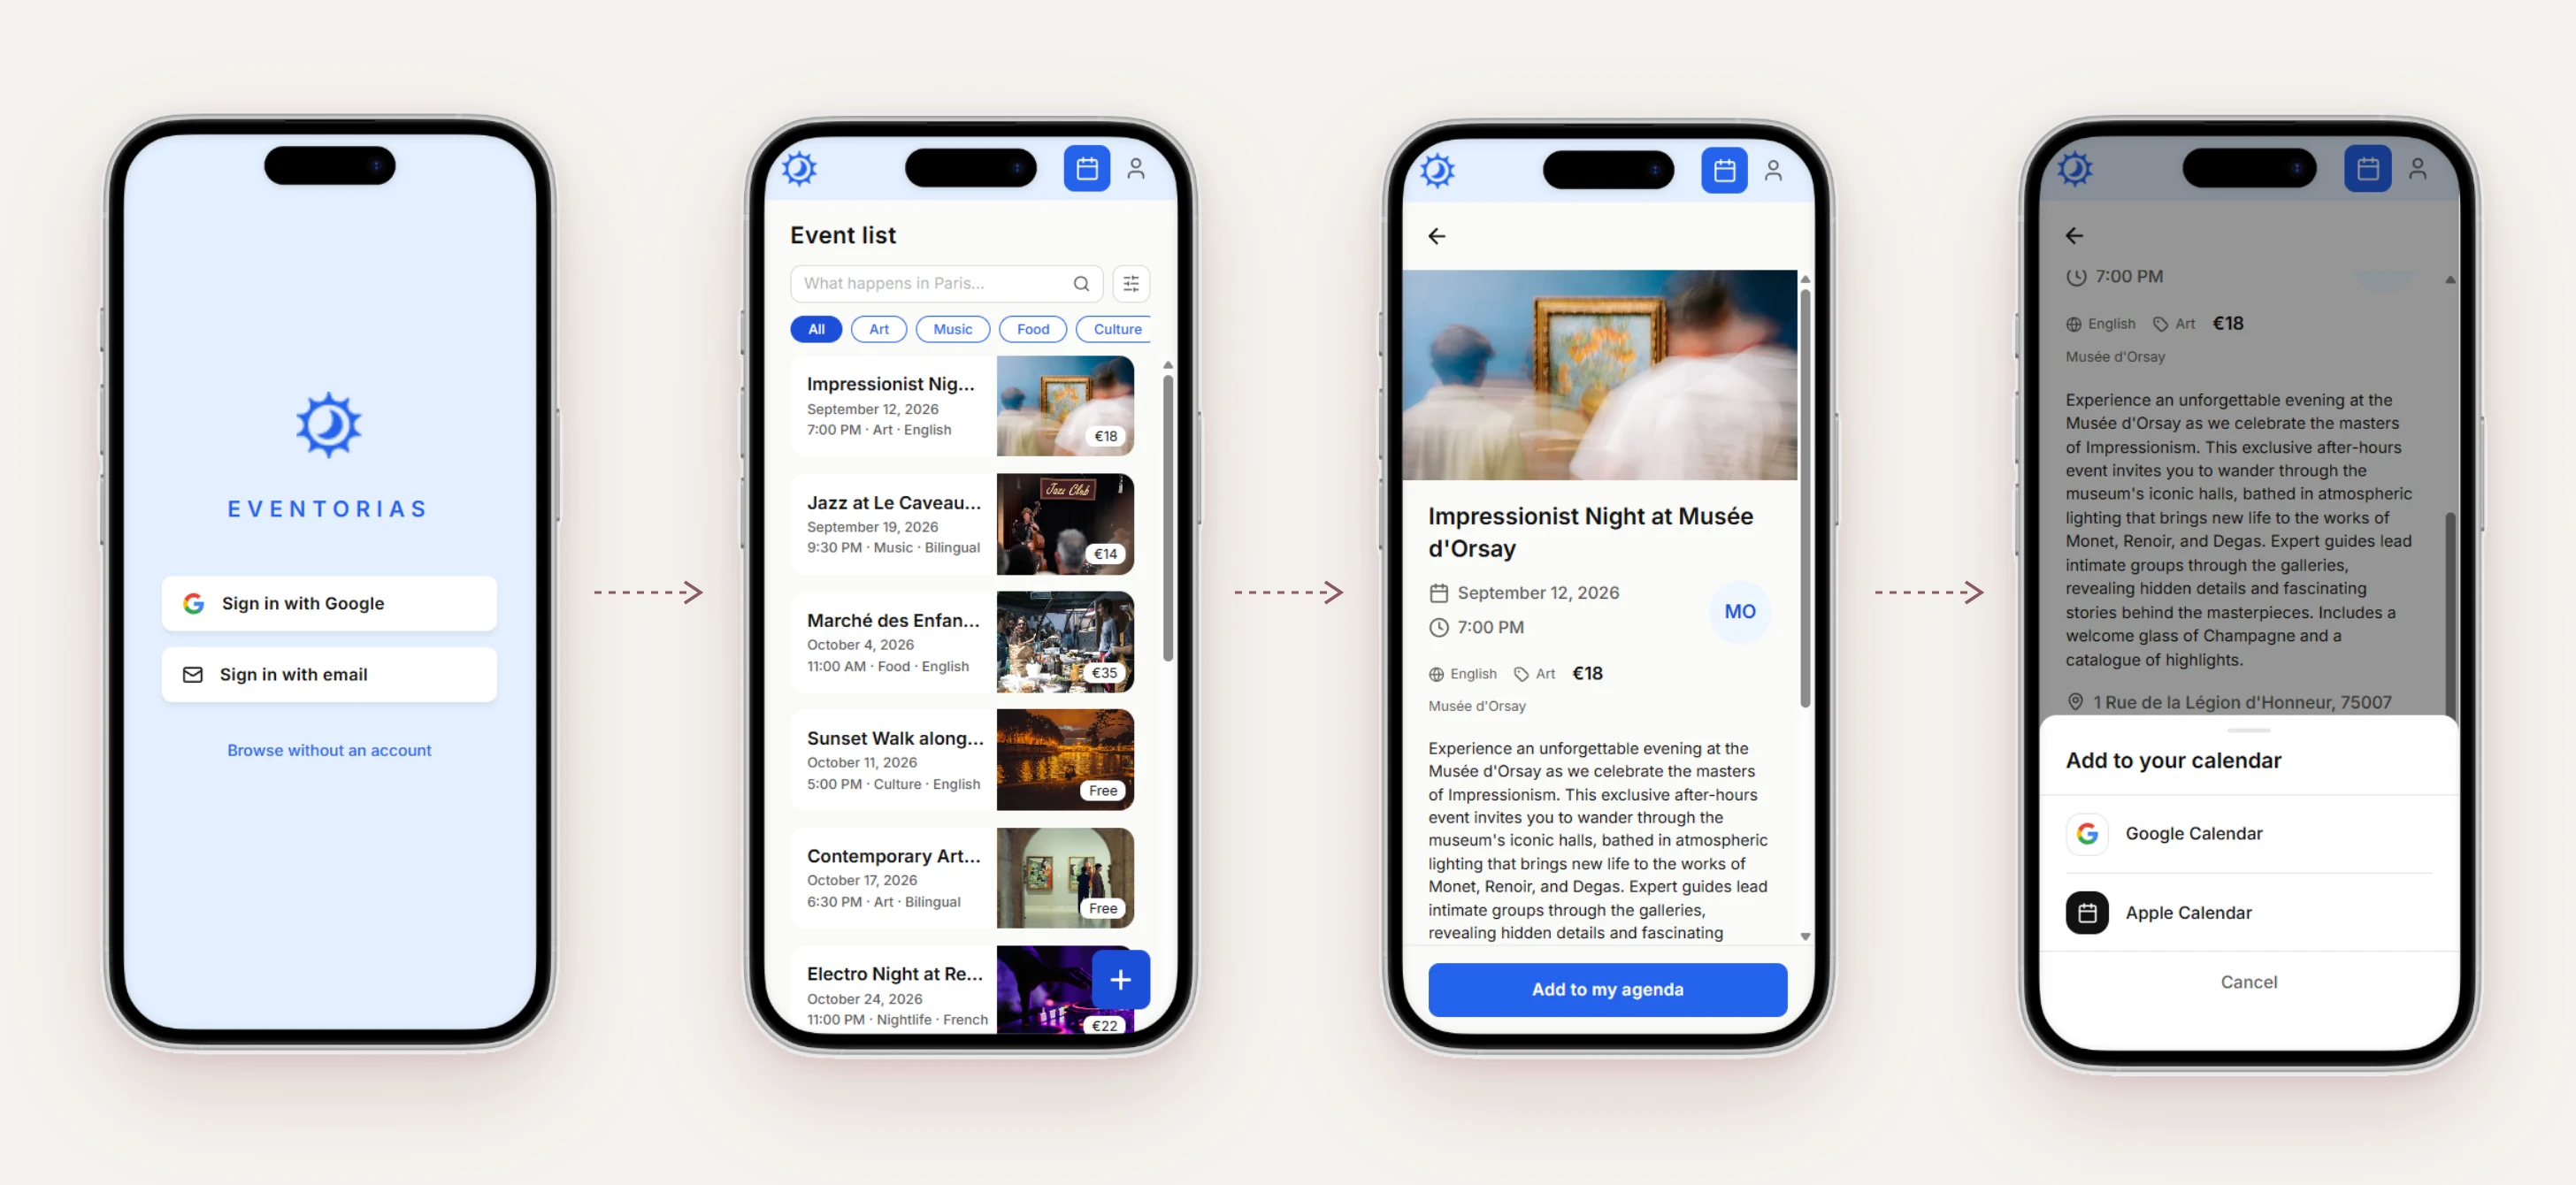 EVENTORIAS
Sign in with Google
Sign in with email
Browse without an account
Event list
What happens in Paris...
All
Art
Music
Food
Culture
Impressionist Nig...
September 12, 2026
7:00 PM · Art · English
€18
Jazz at Le Caveau...
September 19, 2026
9:30 PM · Music · Bilingual
Jazz Club
€14
Marché des Enfan...
October 4, 2026
11:00 AM · Food · English
€35
Sunset Walk along...
October 11, 2026
5:00 PM · Culture · English
Free
Contemporary Art...
October 17, 2026
6:30 PM · Art · Bilingual
Free
Electro Night at Re...
October 24, 2026
11:00 PM · Nightlife · French
€22
Impressionist Night at Musée
d'Orsay
September 12, 2026
7:00 PM
MO
English
Art
€18
Musée d'Orsay
Experience an unforgettable evening at the
Musée d'Orsay as we celebrate the masters
of Impressionism. This exclusive after-hours
event invites you to wander through the
museum's iconic halls, bathed in atmospheric
lighting that brings new life to the works of
Monet, Renoir, and Degas. Expert guides lead
intimate groups through the galleries,
revealing hidden details and fascinating
Add to my agenda
7:00 PM
English
Art
€18
Musée d'Orsay
Experience an unforgettable evening at the
Musée d'Orsay as we celebrate the masters
of Impressionism. This exclusive after-hours
event invites you to wander through the
museum's iconic halls, bathed in atmospheric
lighting that brings new life to the works of
Monet, Renoir, and Degas. Expert guides lead
intimate groups through the galleries,
revealing hidden details and fascinating
stories behind the masterpieces. Includes a
welcome glass of Champagne and a
catalogue of highlights.
1 Rue de la Légion d'Honneur, 75007
Add to your calendar
Google Calendar
Apple Calendar
Cancel